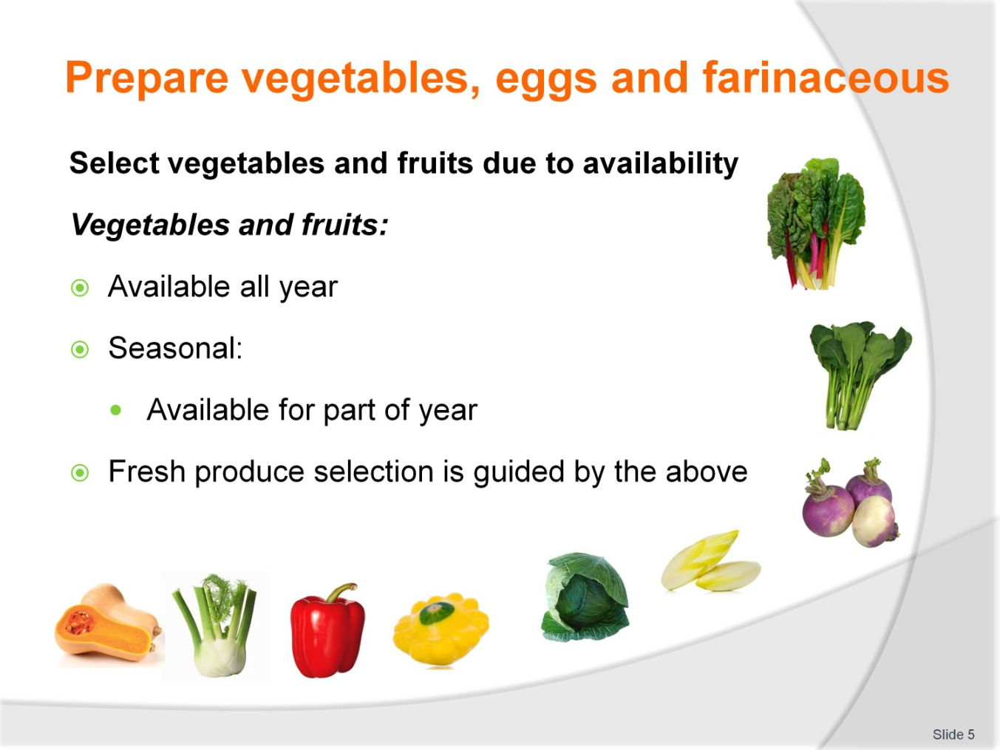 Prepare vegetables, eggs and farinaceous
Select vegetables and fruits due to availability
Vegetables and fruits:
Available all year
Seasonal:
Available for part of year
Fresh produce selection is guided by the above
Slide 5